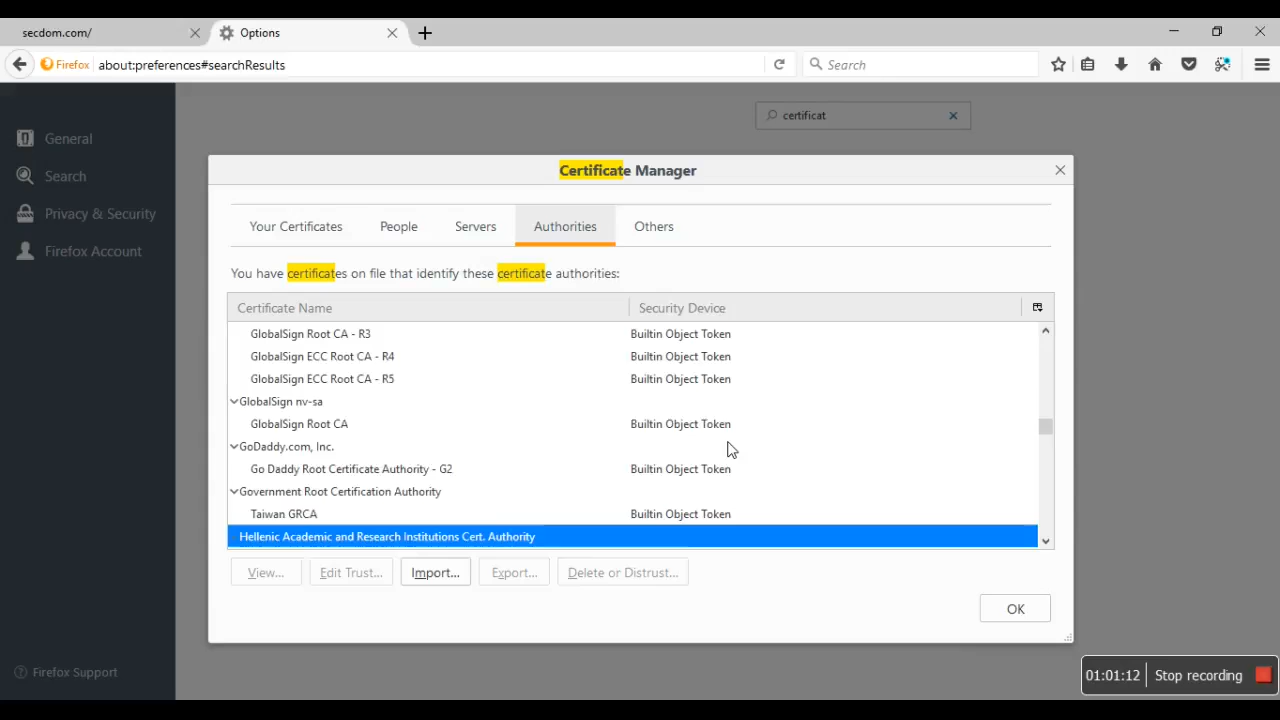 secdom.com/
Options
Firefox
about:preferences#searchResults
Search
General
Search
Privacy & Security
Firefox Account
Firefox Support
certificat
Certificate Manager
Your Certificates
People
Servers
Authorities
Others
You have certificates on file that identify these certificate authorities:
Certificate Name
Security Device
GlobalSign Root CA - R3
Builtin Object Token
GlobalSign ECC Root CA - R4
Builtin Object Token
GlobalSign ECC Root CA - R5
Builtin Object Token
GlobalSign nv-sa
GlobalSign Root CA
Builtin Object Token
GoDaddy.com, Inc.
Go Daddy Root Certificate Authority - G2
Builtin Object Token
Government Root Certification Authority
Taiwan GRCA
Builtin Object Token
Hellenic Academic and Research Institutions Cert. Authority
View...
Edit Trust...
Import...
Export...
Delete or Distrust...
OK
01:01:12
Stop recording